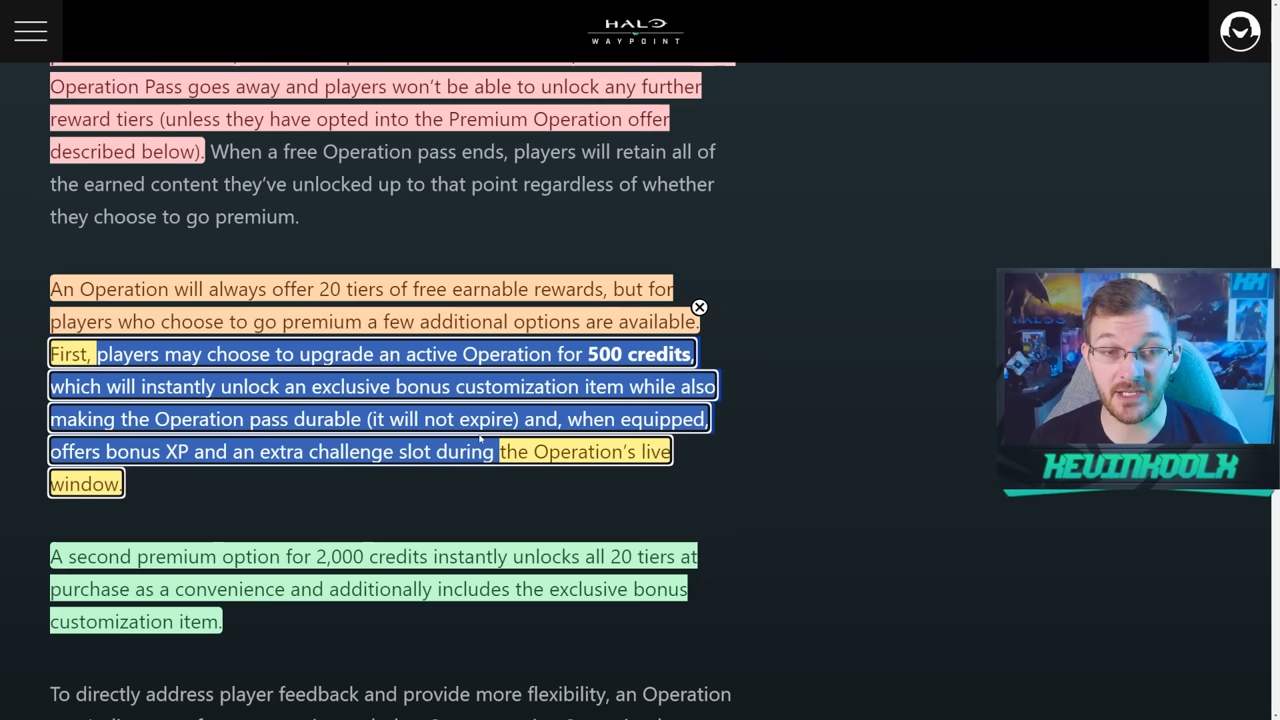 HALO
WAYPOINT
Operation Pass goes away and players won't be able to unlock any further
reward tiers (unless they have opted into the Premium Operation offer
described below). When a free Operation pass ends, players will retain all of
the earned content they've unlocked up to that point regardless of whether
they choose to go premium.
An Operation will always offer 20 tiers of free earnable rewards, but for
players who choose to go premium a few additional options are available.
First, players may choose to upgrade an active Operation for 500 credits,
which will instantly unlock an exclusive bonus customization item while also
making the Operation pass durable (it will not expire) and, when equipped,
offers bonus XP and an extra challenge slot during the Operation's live
window.
A second premium option for 2,000 credits instantly unlocks all 20 tiers at
purchase as a convenience and additionally includes the exclusive bonus
customization item.
To directly address player feedback and provide more flexibility, an Operation
KEVINKOOLX